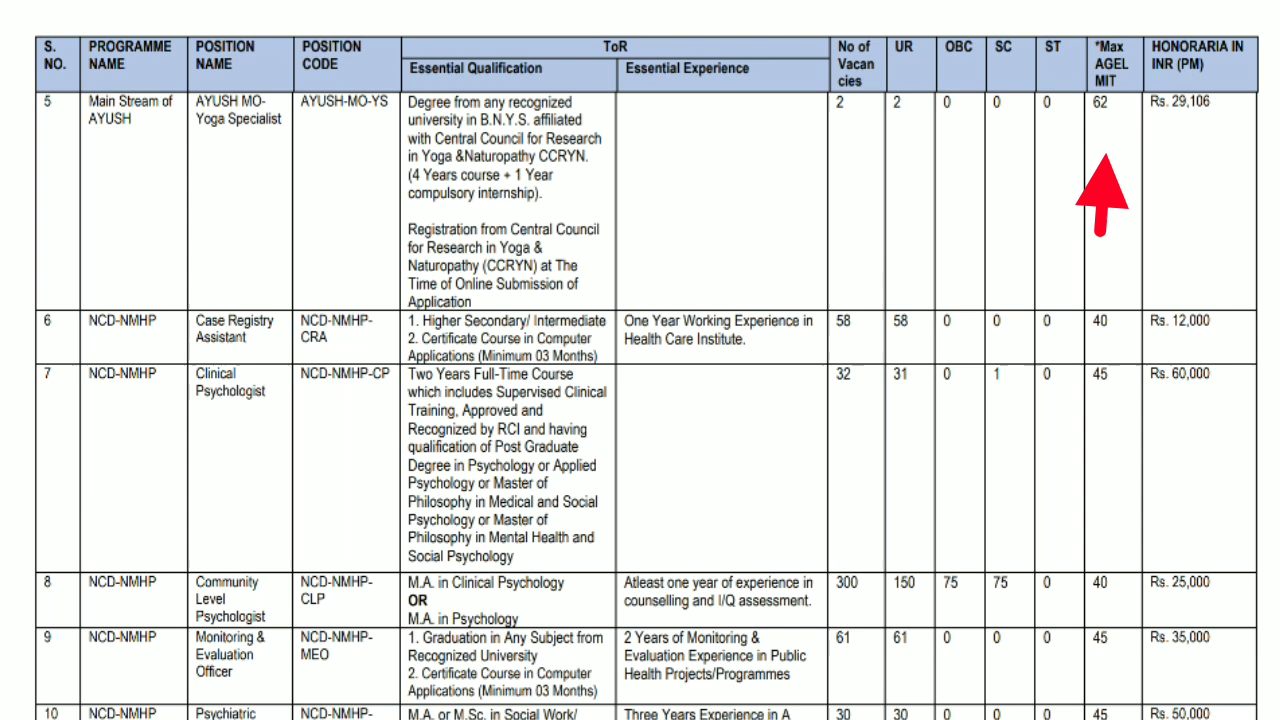 S. NO. PROGRAMME NAME POSITION NAME POSITION CODE ToR No of Vacan cies UR OBC SC ST *Max AGEL MIT HONORARIA IN INR (PM)
Essential Qualification Essential Experience
5 Main Stream of AYUSH AYUSH MO- Yoga Specialist AYUSH-MO-YS
Degree from any recognized
university in B.N.Y.S. affiliated
with Central Council for Research
in Yoga &Naturopathy CCRYN.
(4 Years course + 1 Year
compulsory internship).
Registration from Central Council
for Research in Yoga &
Naturopathy (CCRYN) at The
Time of Online Submission of
Application
2 2 0 0 0 62 Rs. 29,106
6 NCD-NMHP Case Registry Assistant NCD-NMHP- CRA
1. Higher Secondary/ Intermediate
2. Certificate Course in Computer
Applications (Minimum 03 Months)
One Year Working Experience in
Health Care Institute.
58 58 0 0 0 40 Rs. 12,000
7 NCD-NMHP Clinical Psychologist NCD-NMHP-CP
Two Years Full-Time Course
which includes Supervised Clinical
Training, Approved and
Recognized by RCI and having
qualification of Post Graduate
Degree in Psychology or Applied
Psychology or Master of
Philosophy in Medical and Social
Psychology or Master of
Philosophy in Mental Health and
Social Psychology
32 31 0 1 0 45 Rs. 60,000
8 NCD-NMHP Community Level Psychologist NCD-NMHP- CLP
M.A. in Clinical Psychology
OR
M.A. in Psychology
Atleast one year of experience in
counselling and I/Q assessment.
300 150 75 75 0 40 Rs. 25,000
9 NCD-NMHP Monitoring & Evaluation Officer NCD-NMHP- MEO
1. Graduation in Any Subject from
Recognized University
2. Certificate Course in Computer
Applications (Minimum 03 Months)
2 Years of Monitoring &
Evaluation Experience in Public
Health Projects/Programmes
61 61 0 0 0 45 Rs. 35,000
10 NCD-NMHP Psychiatric NCD-NMHP- M.A. or M.Sc. in Social Work/ Three Years Experience in A 30 30 0 0 0 45 Rs. 50,000